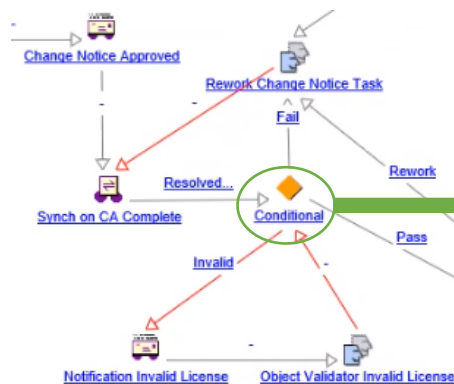 -
Change Notice Approved
Rework Change Notice Task
-
-
Fail
Rework
Resolved...
Synch on CA Complete
Conditional
Pass
Invalid
-
-
Notification Invalid License
Object Validator Invalid License